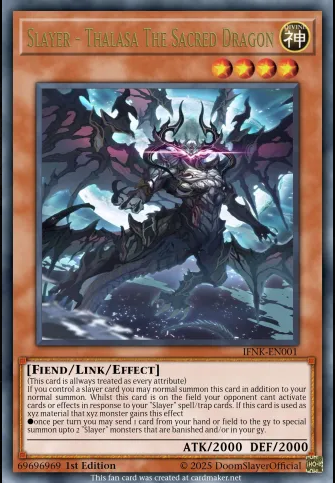 Slayer - Thalasa The Sacred Dragon
DIVINE
神
IFNK-EN001
[Fiend/Link/Effect]
(This card is allways treated as every attribute)
If you control a slayer card you may normal summon this card in addition to your
normal summon. Whilst this card is on the field your opponent cant activate
cards or effects in response to your "Slayer" spell/trap cards. If this card is used as
xyz material that xyz monster gains this effect
●once per turn you may send 1 card from your hand or field to the gy to special
summon upto 2 "Slayer" monsters that are banished and/or in your gy.
ATK/2000 DEF/2000
69696969 1st Edition © 2025 DoomSlayerOfficial
This fan card was created at cardmaker.net